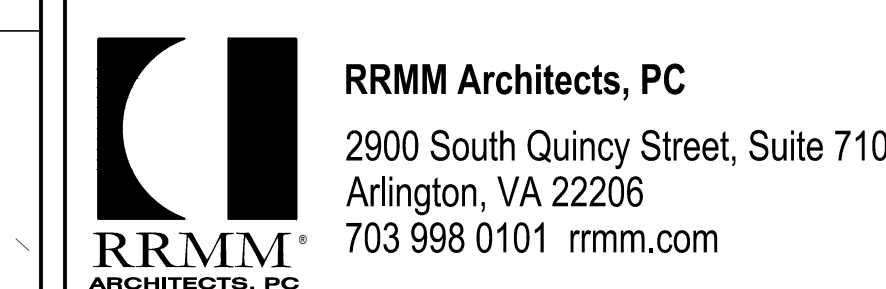 RRMM Architects, PC
2900 South Quincy Street, Suite 710
Arlington, VA 22206
703 998 0101 rrmm.com
RRMM®
ARCHITECTS, PC